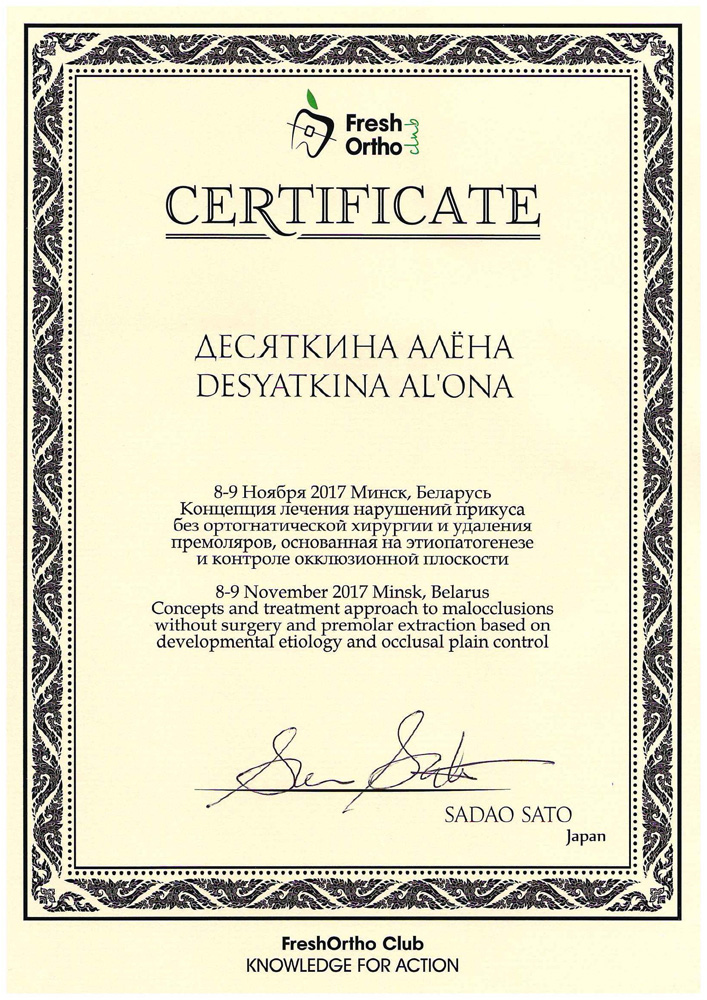 Fresh
Ortho club
CERTIFICATE
ДЕСЯТКИНА АЛЁНА
DESYATKINA AL'ONA
8-9 Ноября 2017 Минск, Беларусь
Концепция лечения нарушений прикуса
без ортогнатической хирургии и удаления
премоляров, основанная на этиопатогенезе
и контроле окклюзионной плоскости
8-9 November 2017 Minsk, Belarus
Concepts and treatment approach to malocclusions
without surgery and premolar extraction based on
developmental etiology and occlusal plain control
SADAO SATO
Japan
FreshOrtho Club
KNOWLEDGE FOR ACTION